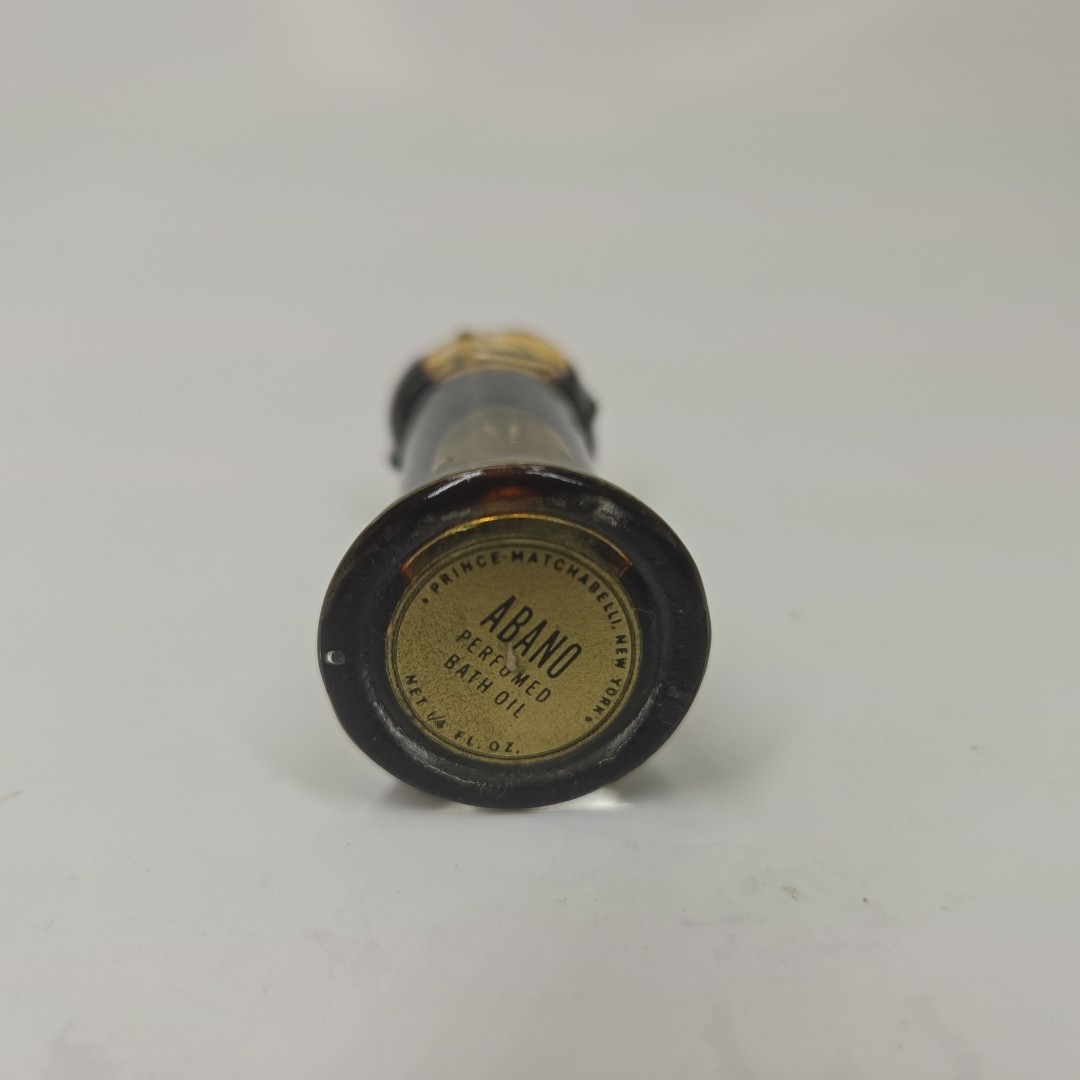 • PRINCE-MATCHABELLI, NEW YORK •
ABANO
PERFUMED
BATH OIL
NET 1/4 FL. OZ.